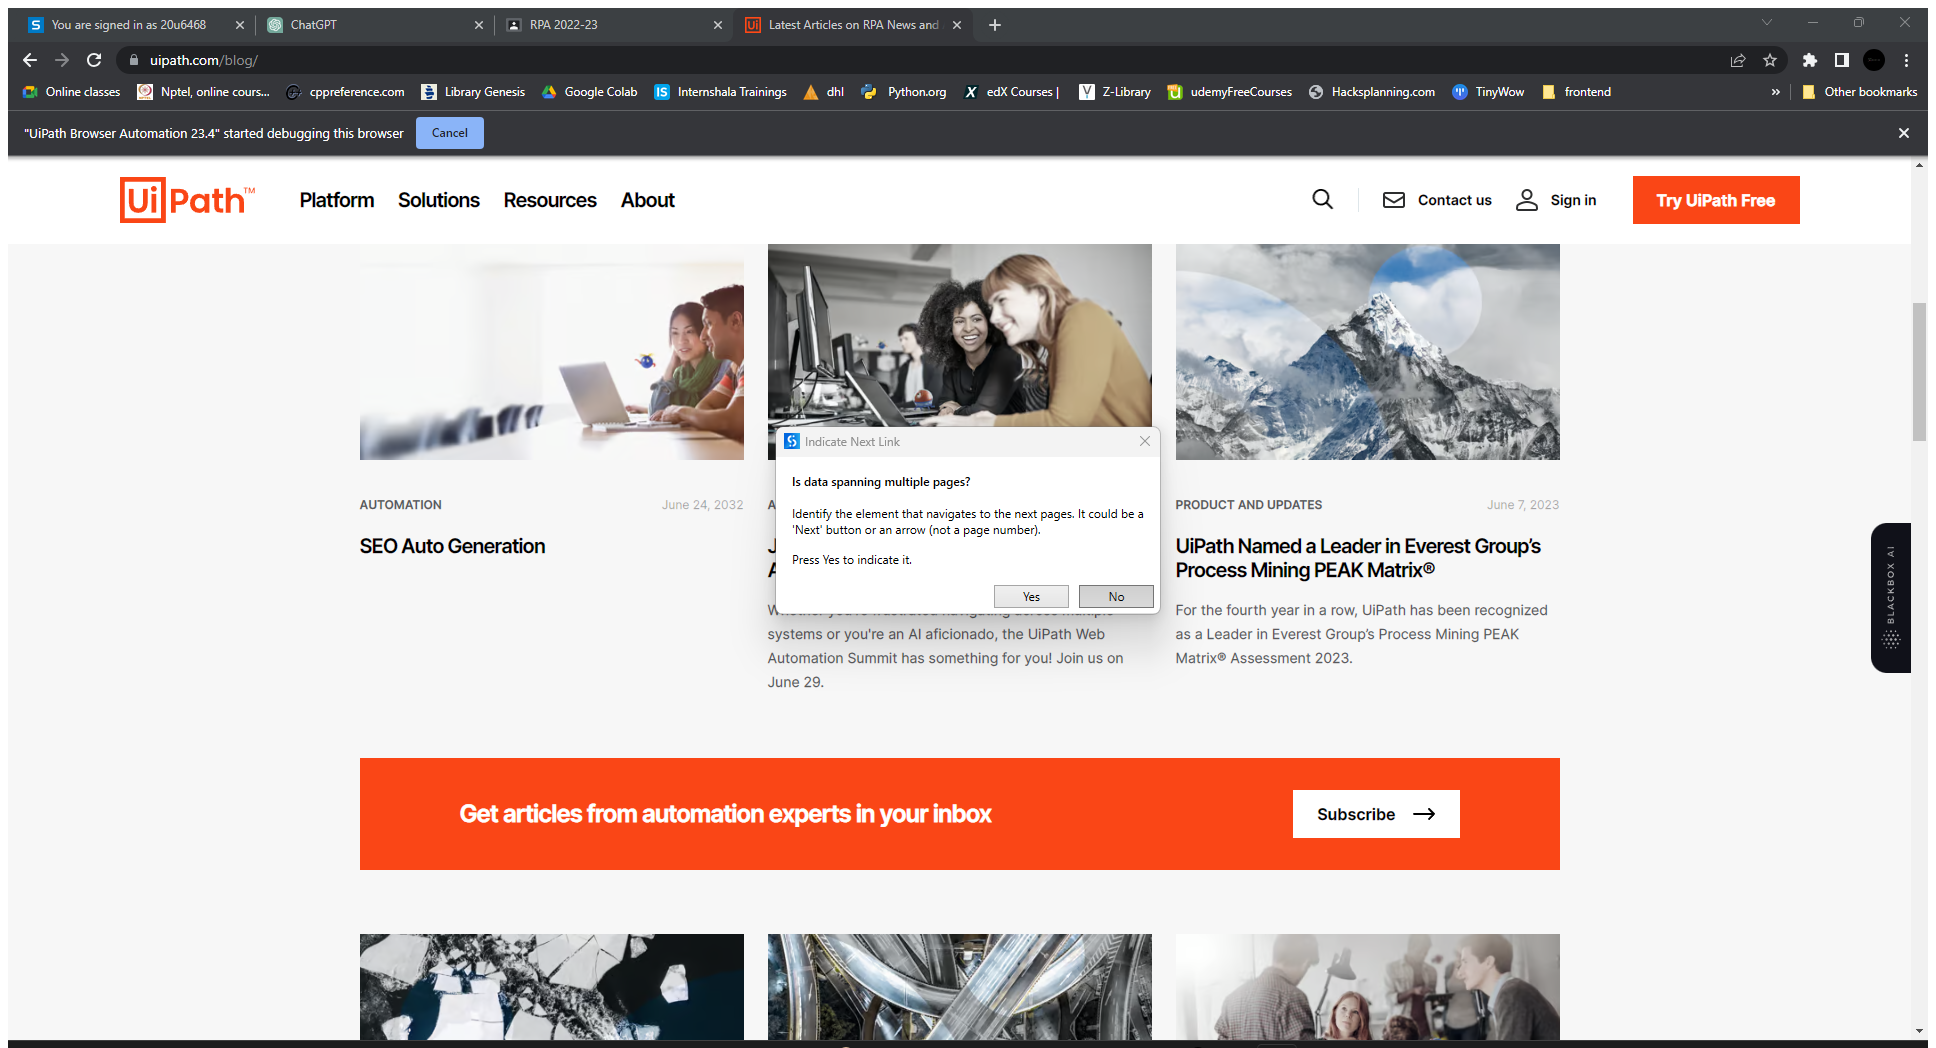 You are signed in as 20u6468
ChatGPT
RPA 2022-23
Latest Articles on RPA News and
uipath.com/blog/
Online classes
Nptel, online cours...
cppreference.com
Library Genesis
Google Colab
IS Internshala Trainings
dhl
Python.org
X edX Courses |
Z-Library
udemyFreeCourses
Hacksplanning.com
TinyWow
frontend
»
Other bookmarks
"UiPath Browser Automation 23.4" started debugging this browser
Cancel
UiPath™
Platform
Solutions
Resources
About
Contact us
Sign in
Try UiPath Free
Indicate Next Link
Is data spanning multiple pages?
Identify the element that navigates to the next pages. It could be a
'Next' button or an arrow (not a page number).
Press Yes to indicate it.
Yes
No
AUTOMATION
June 24, 2032
SEO Auto Generation
A
J
A
systems or you're an AI aficionado, the UiPath Web
Automation Summit has something for you! Join us on
June 29.
PRODUCT AND UPDATES
June 7, 2023
UiPath Named a Leader in Everest Group's
Process Mining PEAK Matrix®
For the fourth year in a row, UiPath has been recognized
as a Leader in Everest Group's Process Mining PEAK
Matrix® Assessment 2023.
BLACKBOX AI
Get articles from automation experts in your inbox
Subscribe